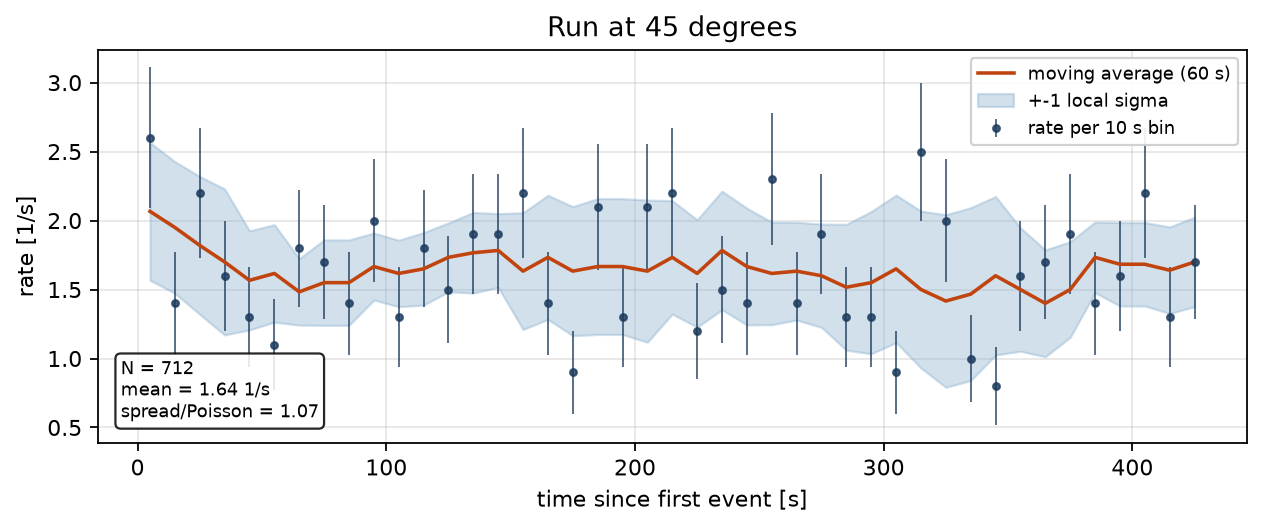 Run at 45 degrees
rate [1/s]
3.0
2.5
2.0
1.5
1.0
0.5
moving average (60 s)
+-1 local sigma
rate per 10 s bin
N = 712
mean = 1.64 1/s
spread/Poisson = 1.07
0 100 200 300 400
time since first event [s]